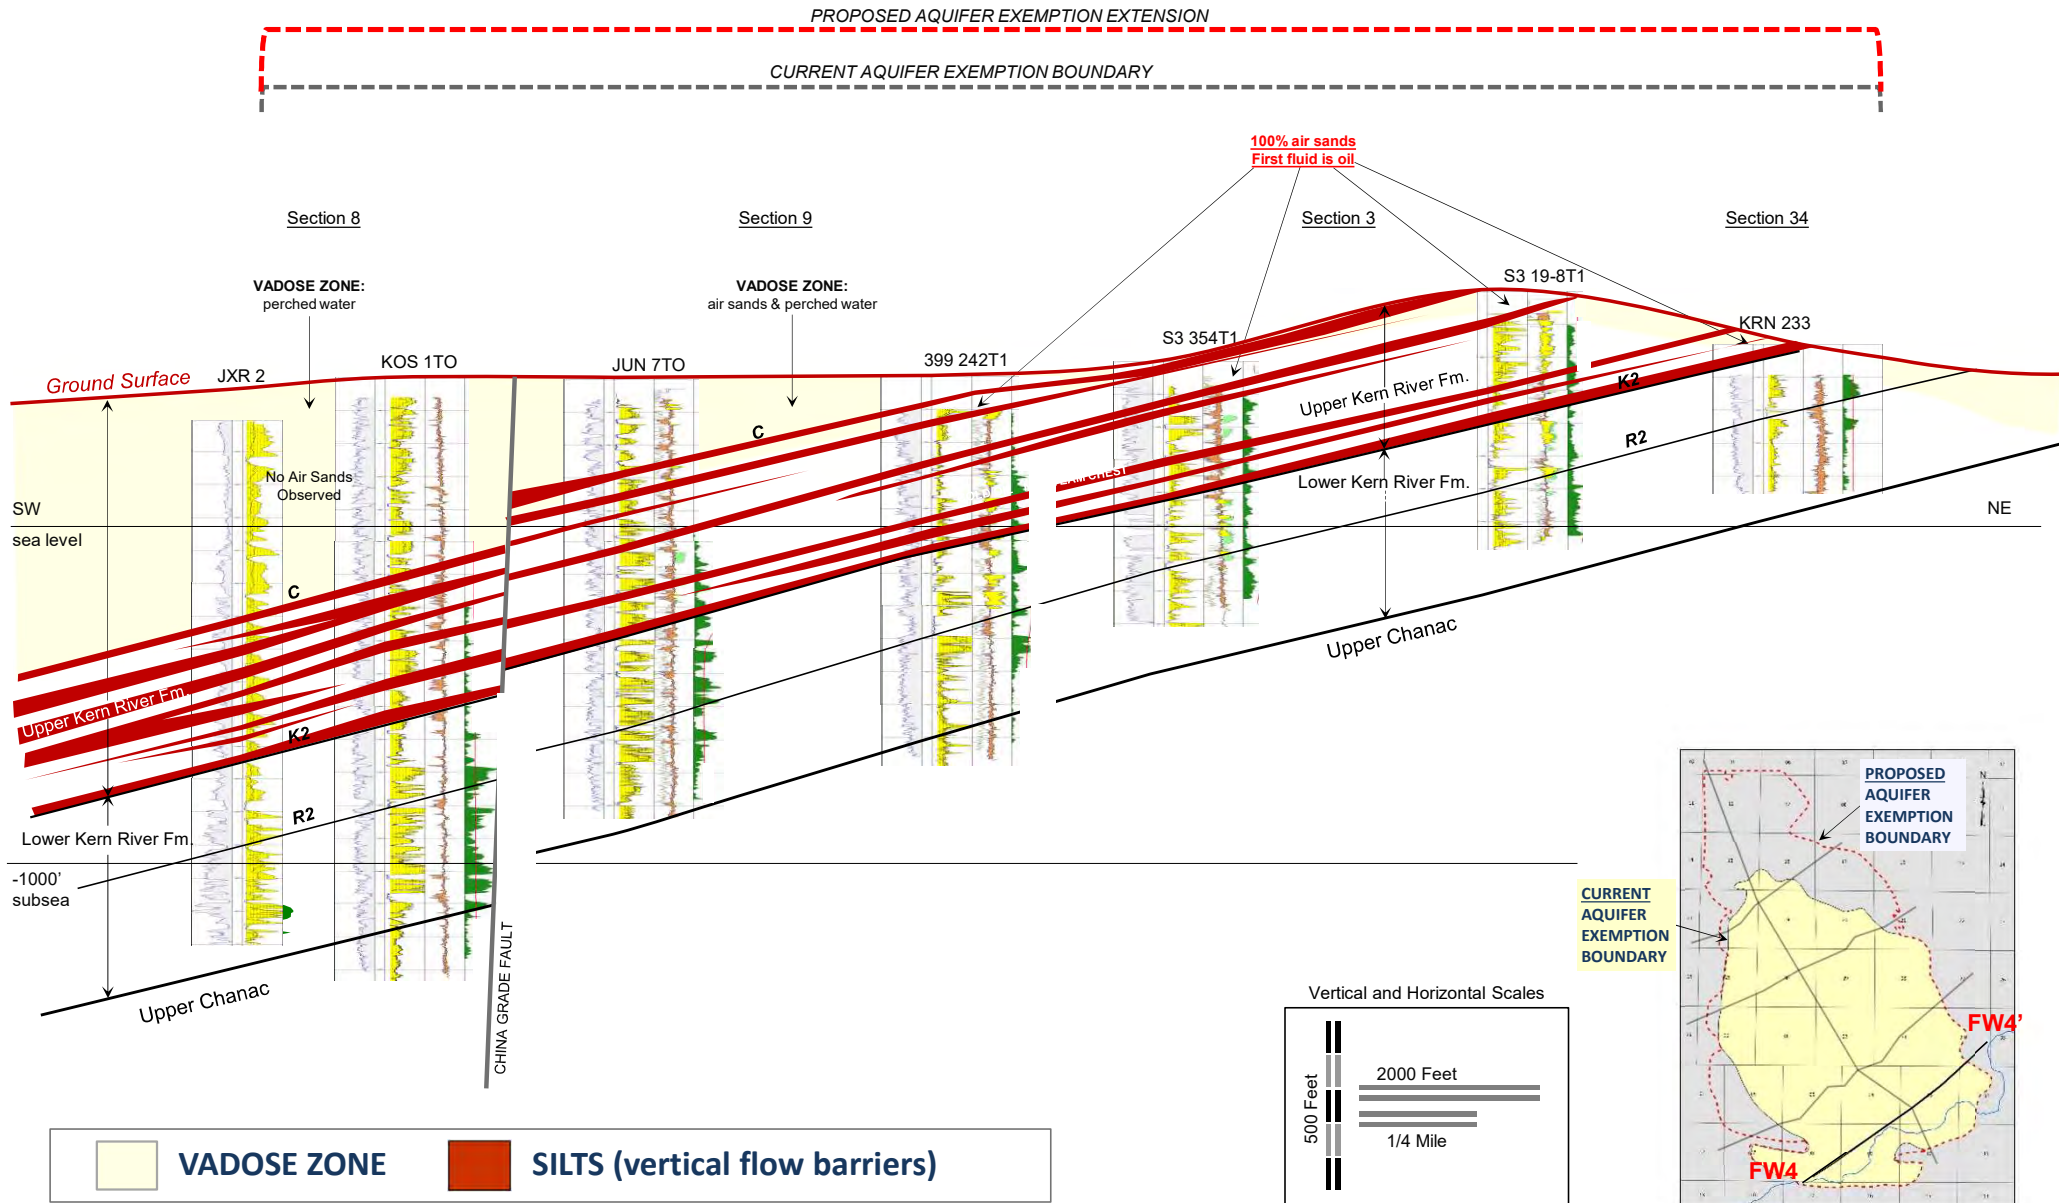 PROPOSED AQUIFER EXEMPTION EXTENSION
CURRENT AQUIFER EXEMPTION BOUNDARY
100% air sands
First fluid is oil
Section 8
Section 9
Section 3
Section 34
VADOSE ZONE:
perched water
VADOSE ZONE:
air sands & perched water
S3 19-8T1
KRN 233
S3 354T1
399 242T1
JUN 7TO
KOS 1TO
JXR 2
Ground Surface
No Air Sands
Observed
C
C
Upper Kern River Fm.
Lower Kern River Fm.
K2
R2
SW
sea level
NE
Upper Kern River Fm.
K2
R2
Lower Kern River Fm.
-1000'
subsea
Upper Chanac
Upper Chanac
CHINA GRADE FAULT
PROPOSED
AQUIFER
EXEMPTION
BOUNDARY
N
CURRENT
AQUIFER
EXEMPTION
BOUNDARY
FW4'
FW4
Vertical and Horizontal Scales
500 Feet
2000 Feet
1/4 Mile
VADOSE ZONE
SILTS (vertical flow barriers)